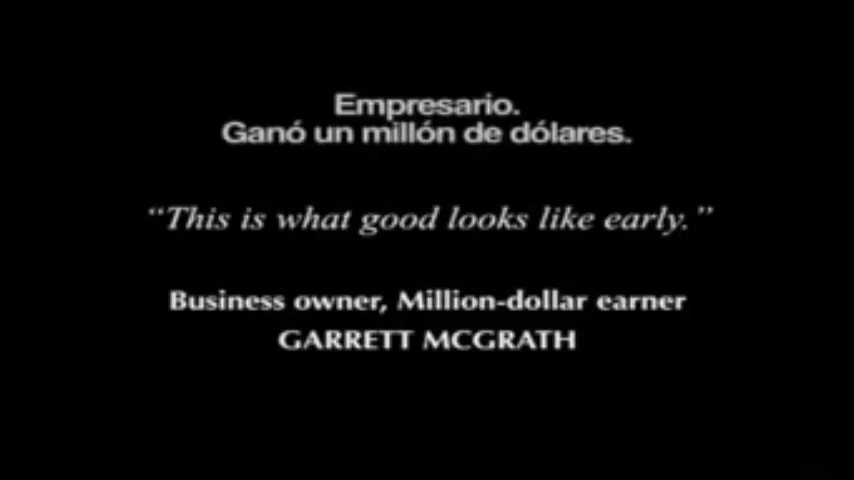 Empresario.
Ganó un millón de dólares.
“This is what good looks like early.”
Business owner, Million-dollar earner
GARRETT MCGRATH